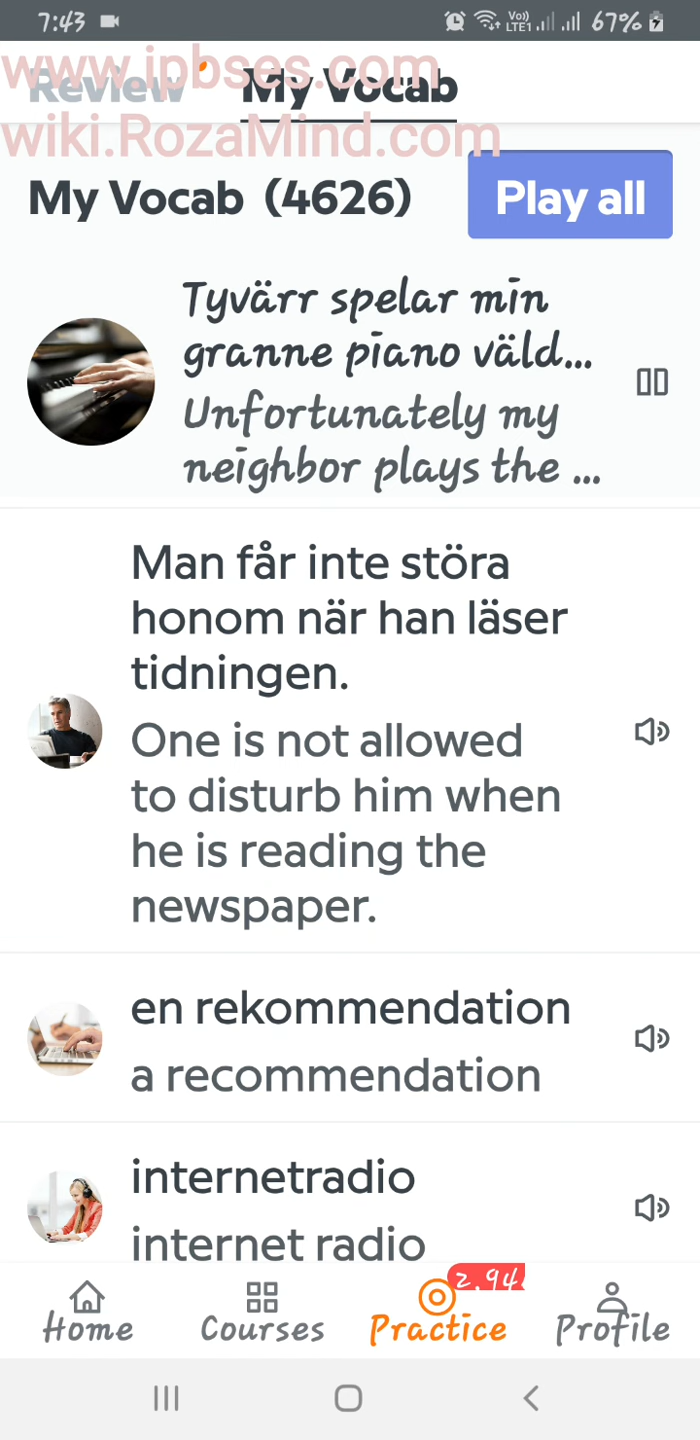 7:43
Vo)) LTE1 67%
www.ipbses.com
Review My Vocab
wiki.RozaMind.com
My Vocab (4626) Play all
Tyvärr spelar min
granne pianoväld...
Unfortunately my
neighbor plays the ...
Man får inte störa
honom när han läser
tidningen.
One is not allowed
to disturb him when
he is reading the
newspaper.
en rekommendation
a recommendation
internetradio
internet radio
2,94
Home Courses Practice Profile